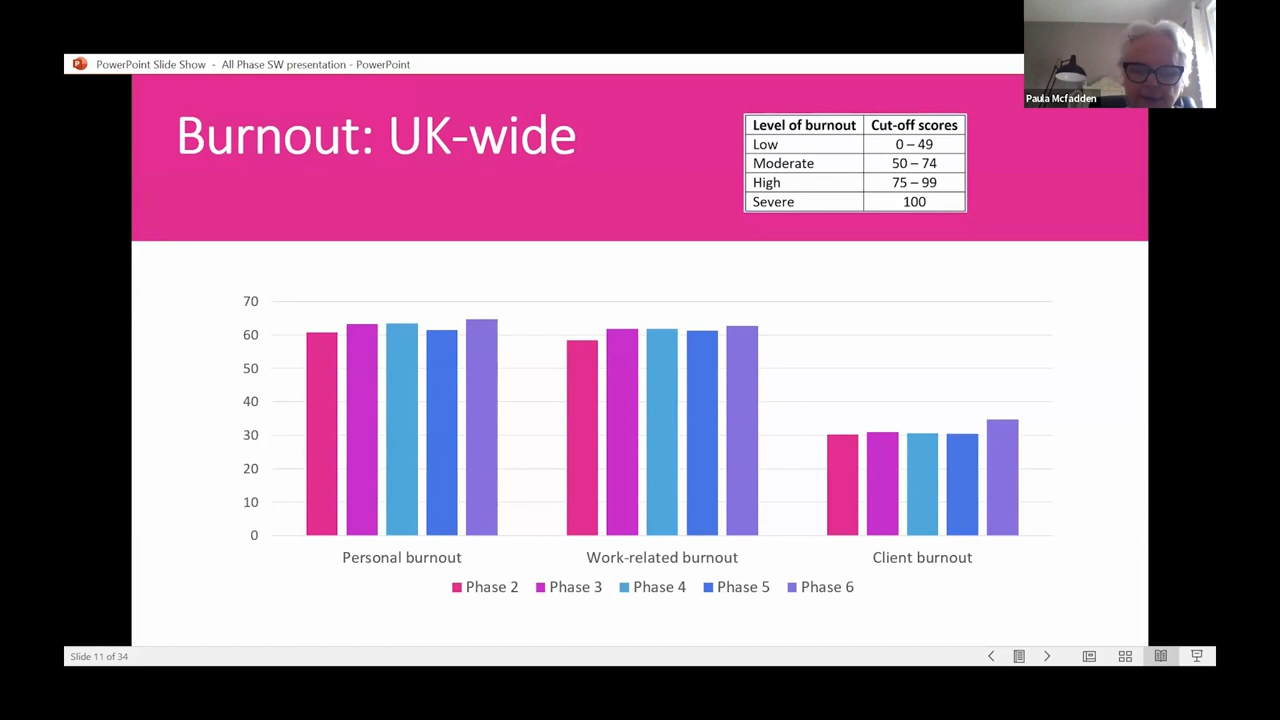 PowerPoint Slide Show - All Phase SW presentation - PowerPoint
Paula Mcfadden
Burnout: UK-wide
Level of burnout Cut-off scores
Low 0 – 49
Moderate 50 – 74
High 75 – 99
Severe 100
70
60
50
40
30
20
10
0
Personal burnout Work-related burnout Client burnout
Phase 2 Phase 3 Phase 4 Phase 5 Phase 6
Slide 11 of 34